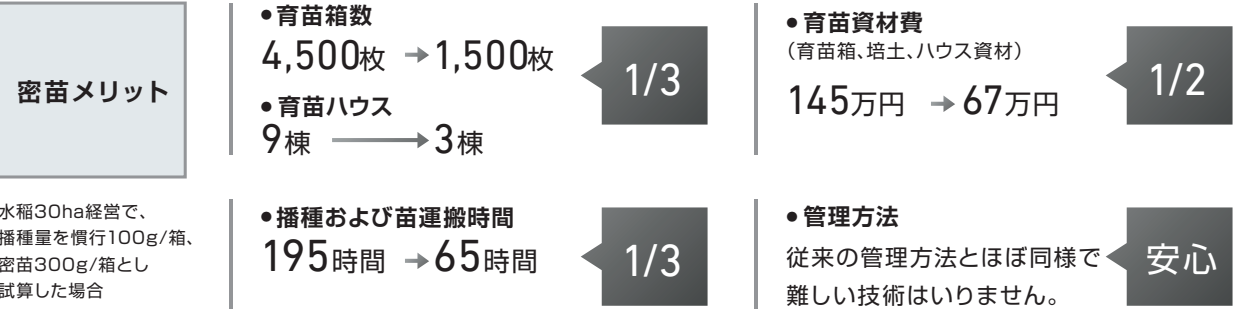 密苗メリット
水稲30ha経営で、
播種量を慣行100g/箱、
密苗300g/箱とし
試算した場合
●育苗箱数
4,500枚 → 1,500枚
●育苗ハウス
9棟 → 3棟
1/3
●育苗資材費
（育苗箱、培土、ハウス資材）
145万円 → 67万円
1/2
●播種および苗運搬時間
195時間 → 65時間
1/3
●管理方法
従来の管理方法とほぼ同様で
難しい技術はいりません。
安心